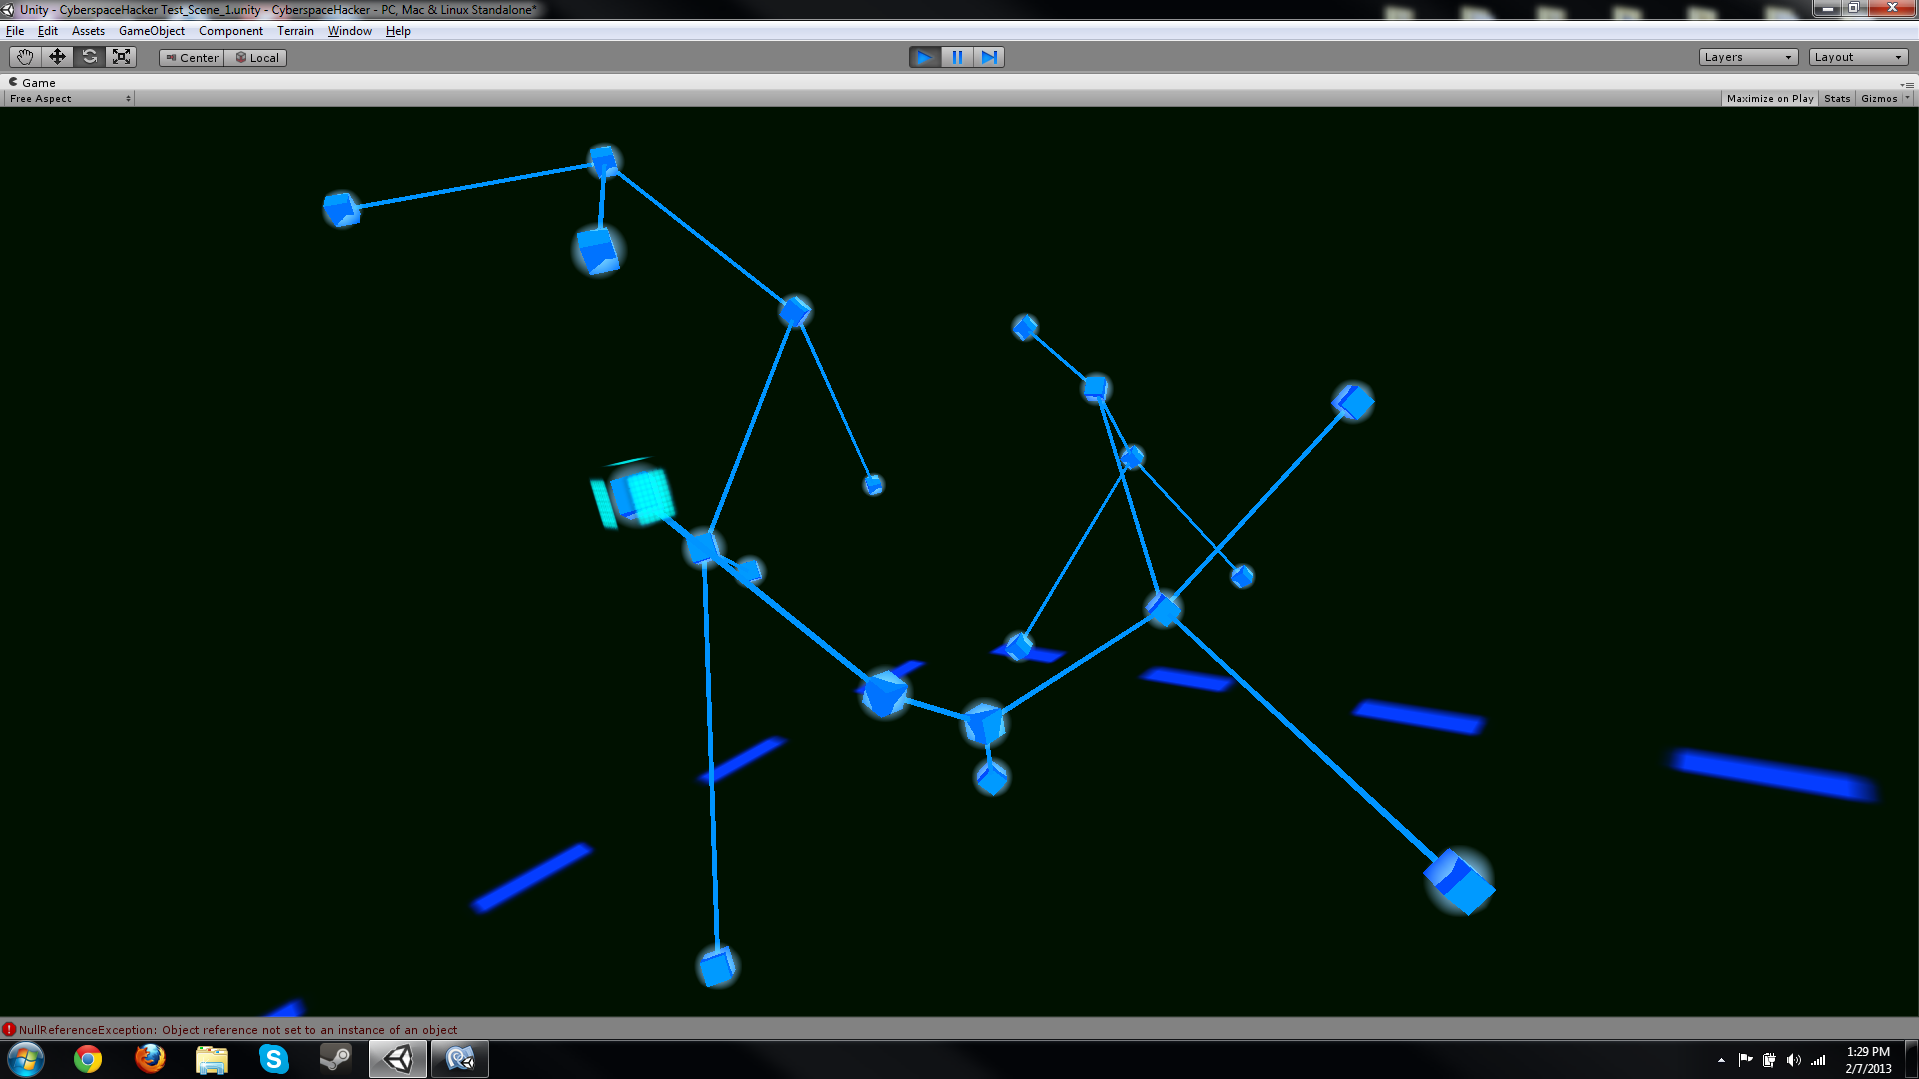 Unity - CyberspaceHacker Test_Scene_1.unity - CyberspaceHacker - PC, Mac & Linux Standalone*
File Edit Assets GameObject Component Terrain Window Help
Center Local Layers Layout
Game
Free Aspect Maximize on Play Stats Gizmos
NullReferenceException: Object reference not set to an instance of an object
1:29 PM
2/7/2013